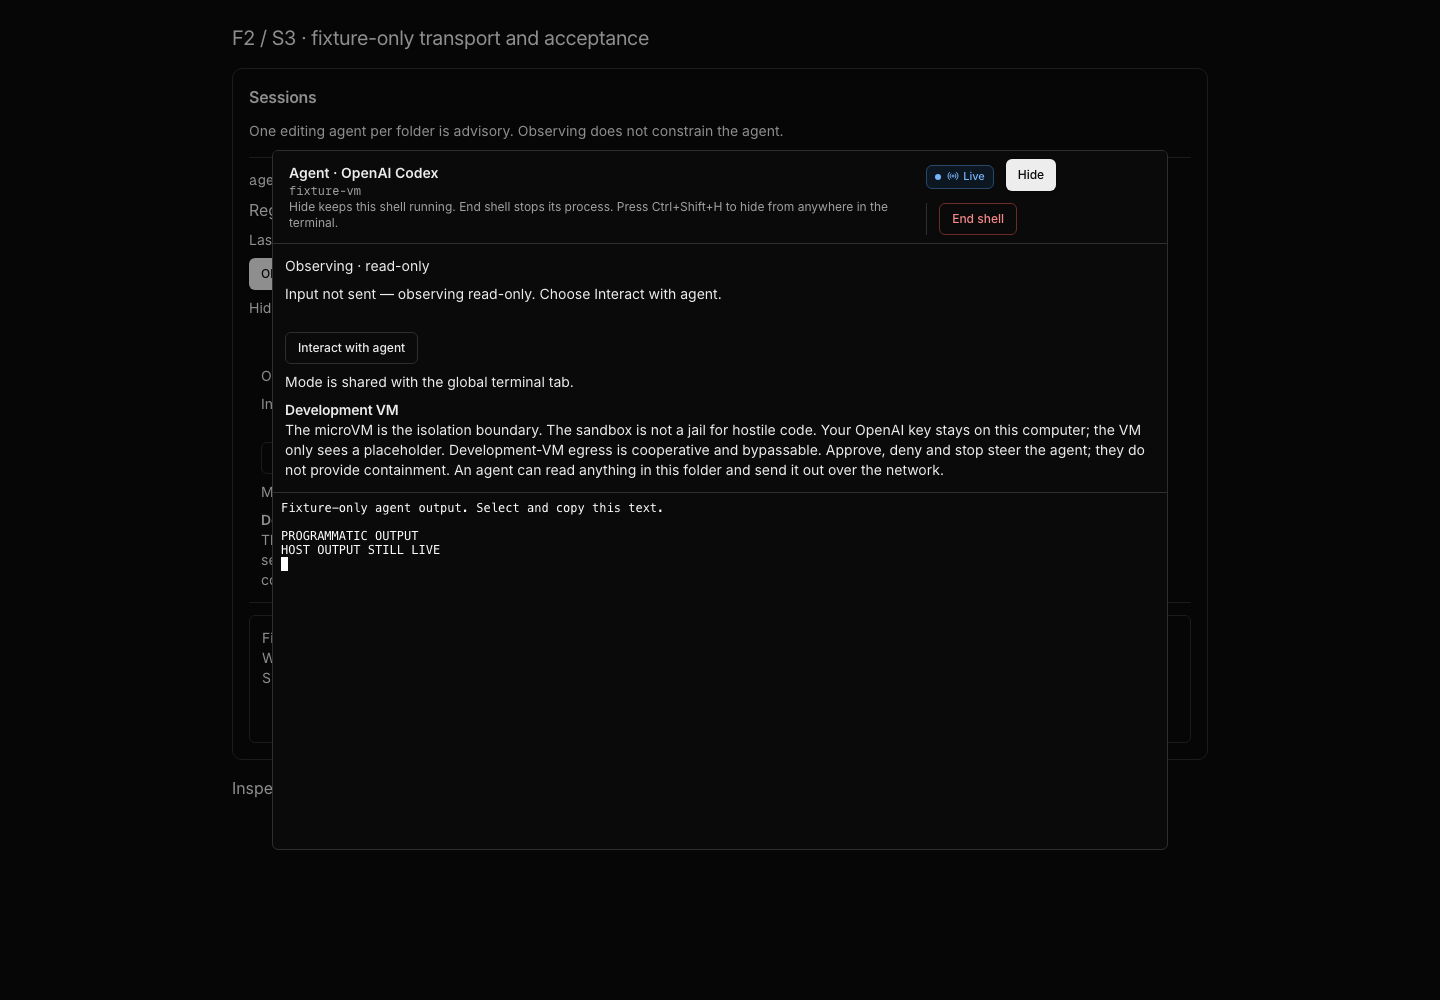 F2 / S3 · fixture-only transport and acceptance
Sessions
One editing agent per folder is advisory. Observing does not constrain the agent.
Agent · OpenAI Codex
fixture-vm
Hide keeps this shell running. End shell stops its process. Press Ctrl+Shift+H to hide from anywhere in the
terminal.
Live
Hide
End shell
Observing · read-only
Input not sent — observing read-only. Choose Interact with agent.
Interact with agent
Mode is shared with the global terminal tab.
Development VM
The microVM is the isolation boundary. The sandbox is not a jail for hostile code. Your OpenAI key stays on this computer; the VM
only sees a placeholder. Development-VM egress is cooperative and bypassable. Approve, deny and stop steer the agent; they do
not provide containment. An agent can read anything in this folder and send it out over the network.
Fixture-only agent output. Select and copy this text.
PROGRAMMATIC OUTPUT
HOST OUTPUT STILL LIVE